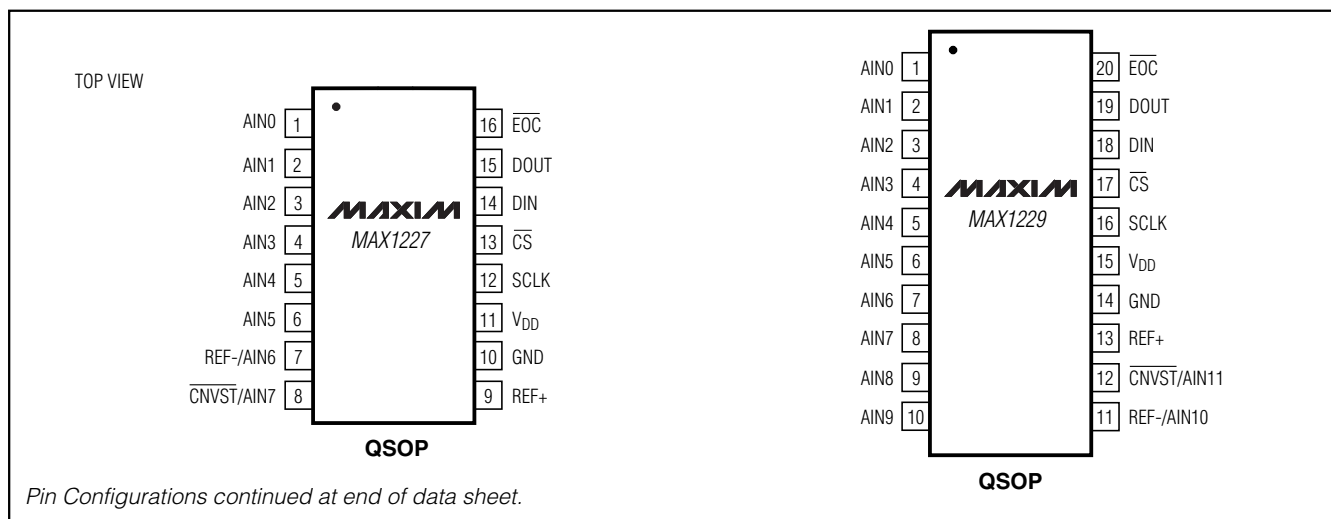 TOP VIEW
AIN0 1
AIN1 2
AIN2 3
AIN3 4
AIN4 5
AIN5 6
REF-/AIN6 7
CNVST/AIN7 8
MAXIM
MAX1227
16 EOC
15 DOUT
14 DIN
13 CS
12 SCLK
11 VDD
10 GND
9 REF+
QSOP
AIN0 1
AIN1 2
AIN2 3
AIN3 4
AIN4 5
AIN5 6
AIN6 7
AIN7 8
AIN8 9
AIN9 10
MAXIM
MAX1229
20 EOC
19 DOUT
18 DIN
17 CS
16 SCLK
15 VDD
14 GND
13 REF+
12 CNVST/AIN11
11 REF-/AIN10
QSOP
Pin Configurations continued at end of data sheet.